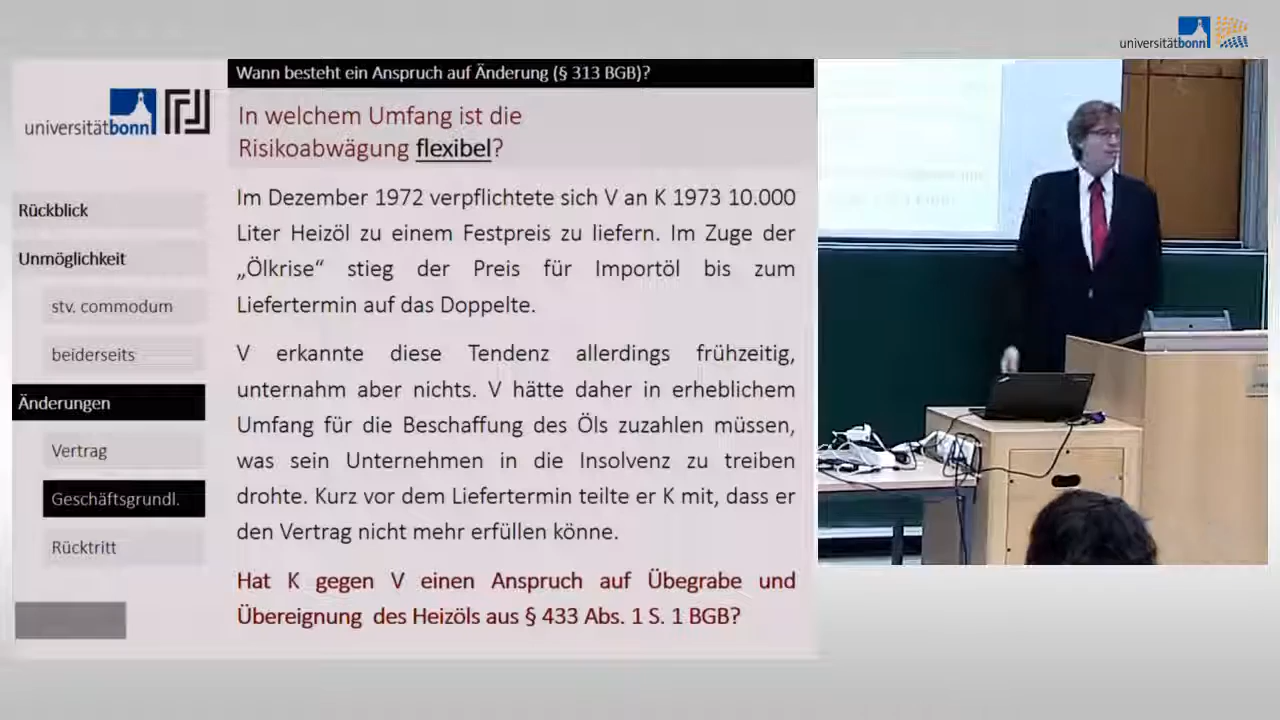 universitätbonn
Wann besteht ein Anspruch auf Änderung (§ 313 BGB)?
universitätbonn
In welchem Umfang ist die
Risikoabwägung flexibel?
Rückblick
Unmöglichkeit
stv. commodum
beiderseits
Änderungen
Vertrag
Geschäftsgrundl.
Rücktritt
Im Dezember 1972 verpflichtete sich V an K 1973 10.000
Liter Heizöl zu einem Festpreis zu liefern. Im Zuge der
„Ölkrise“ stieg der Preis für Importöl bis zum
Liefertermin auf das Doppelte.
V erkannte diese Tendenz allerdings frühzeitig,
unternahm aber nichts. V hätte daher in erheblichem
Umfang für die Beschaffung des Öls zuzahlen müssen,
was sein Unternehmen in die Insolvenz zu treiben
drohte. Kurz vor dem Liefertermin teilte er K mit, dass er
den Vertrag nicht mehr erfüllen könne.
Hat K gegen V einen Anspruch auf Übegrabe und
Übereignung des Heizöls aus § 433 Abs. 1 S. 1 BGB?